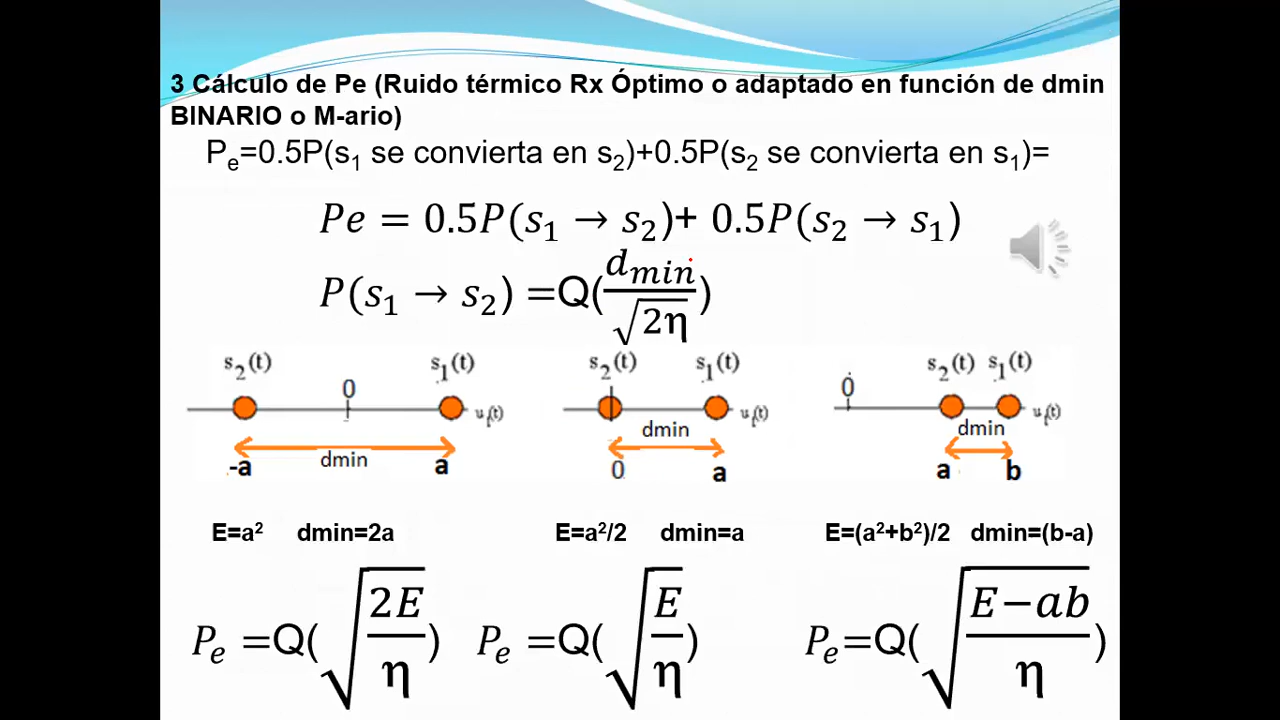 3 Cálculo de Pe (Ruido térmico Rx Óptimo o adaptado en función de dmin
BINARIO o M-ario)
Pe=0.5P(s1 se convierta en s2)+0.5P(s2 se convierta en s1)=
Pe = 0.5P(s1 → s2)+ 0.5P(s2 → s1)
P(s1 → s2) =Q(dmin/√2η)
s2(t) 0 s1(t) u1(t)
dmin
-a a
s2(t) s1(t) u1(t)
dmin
0 a
0 s2(t) s1(t) u1(t)
dmin
a b
E=a² dmin=2a
E=a²/2 dmin=a
E=(a²+b²)/2 dmin=(b-a)
Pe =Q(√(2E/η))
Pe =Q(√(E/η))
Pe=Q(√(E−ab/η))